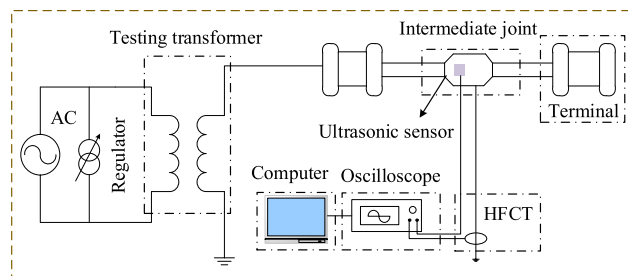 Intermediate joint
Testing transformer
AC
Regulator
Ultrasonic sensor
Terminal
Computer
Oscilloscope
HFCT